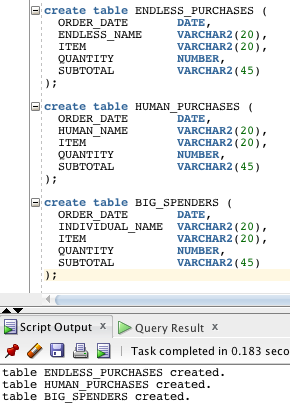 create table ENDLESS_PURCHASES (
ORDER_DATE DATE,
ENDLESS_NAME VARCHAR2(20),
ITEM VARCHAR2(20),
QUANTITY NUMBER,
SUBTOTAL VARCHAR2(45)
);
create table HUMAN_PURCHASES (
ORDER_DATE DATE,
HUMAN_NAME VARCHAR2(20),
ITEM VARCHAR2(20),
QUANTITY NUMBER,
SUBTOTAL VARCHAR2(45)
);
create table BIG_SPENDERS (
ORDER_DATE DATE,
INDIVIDUAL_NAME VARCHAR2(20),
ITEM VARCHAR2(20),
QUANTITY NUMBER,
SUBTOTAL VARCHAR2(45)
);
Script Output x Query Result x
Task completed in 0.183 seco
table ENDLESS_PURCHASES created.
table HUMAN_PURCHASES created.
table BIG_SPENDERS created.